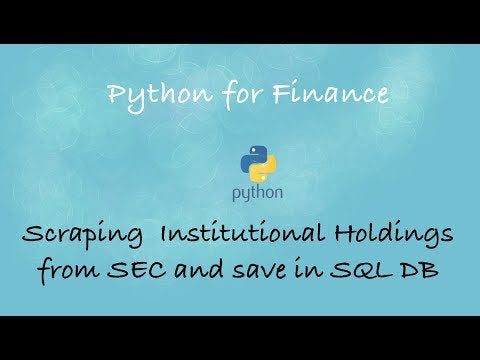 Python for Finance
python
Scraping Institutional Holdings
from SEC and save in SQL DB